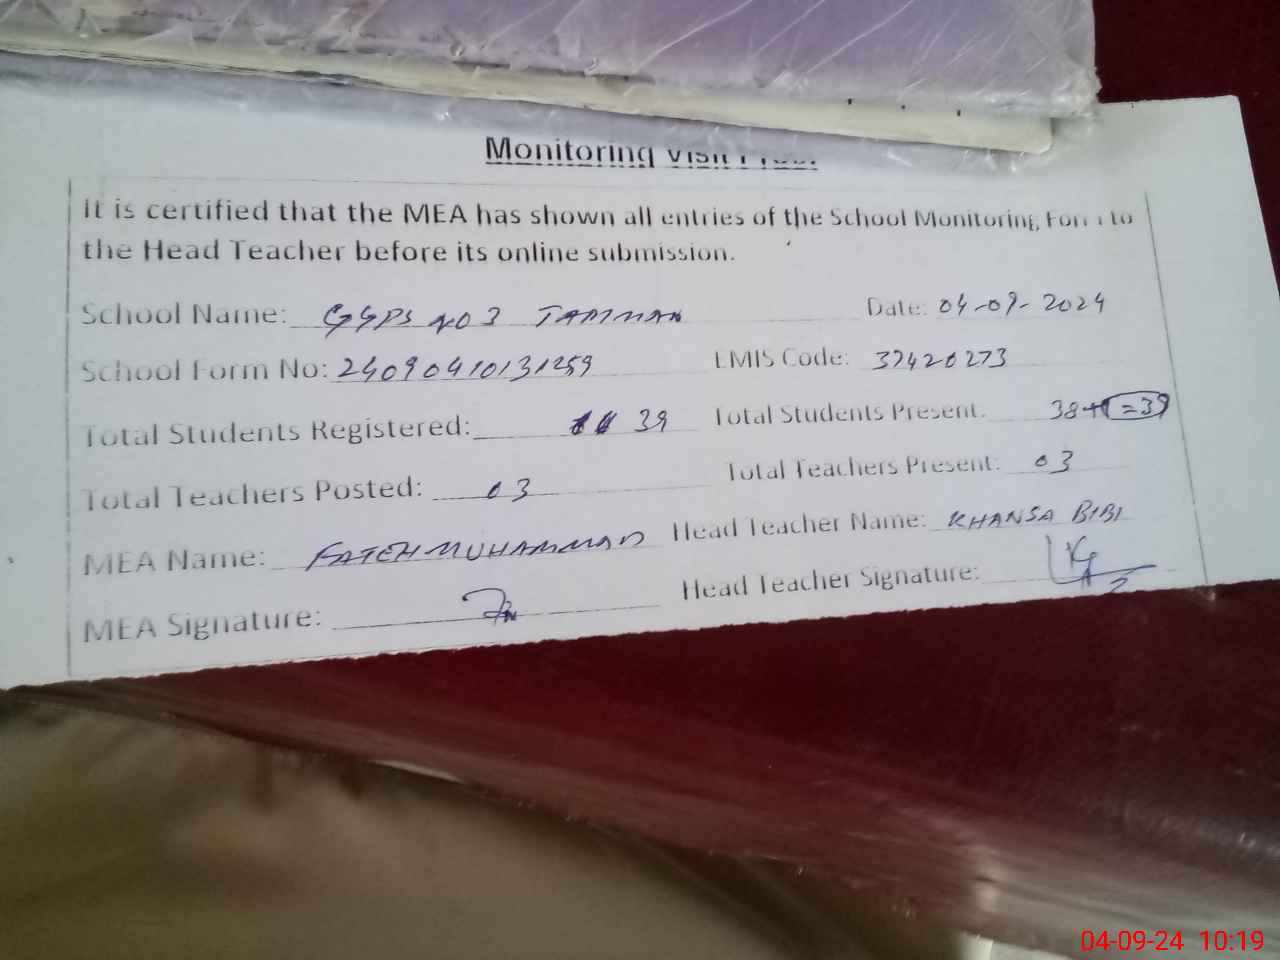 Monitoring Visit
It is certified that the MEA has shown all entries of the School Monitoring Form to
the Head Teacher before its online submission.
School Name: GGPS NO 3 TAMMAN Date: 04-09-2024
School Form No: 24090410131259 EMIS Code: 37420273
Total Students Registered: 39 Total Students Present: 38+1 =39
Total Teachers Posted: 03 Total Teachers Present: 03
MEA Name: FATEH MUHAMMAD Head Teacher Name: KHANSA BIBI
MEA Signature: Head Teacher Signature:
04-09-24 10:19